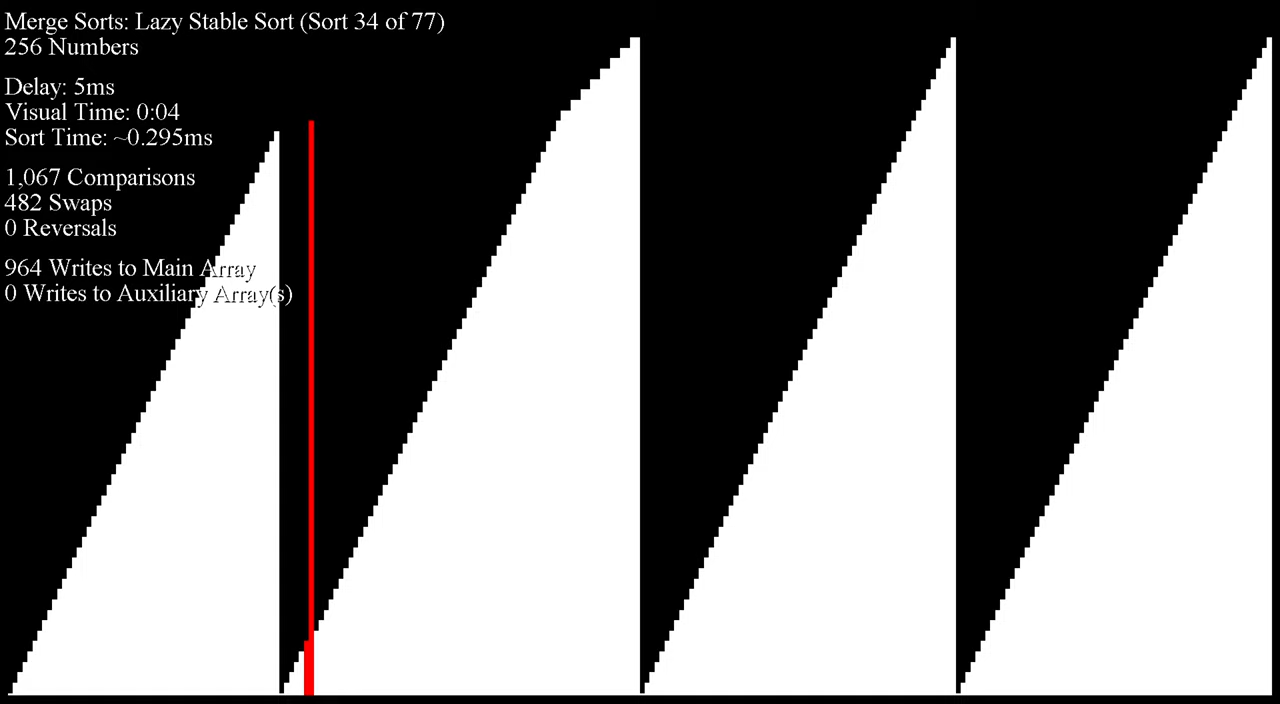 Merge Sorts: Lazy Stable Sort (Sort 34 of 77)
256 Numbers
Delay: 5ms
Visual Time: 0:04
Sort Time: ~0.295ms
1,067 Comparisons
482 Swaps
0 Reversals
964 Writes to Main Array
0 Writes to Auxiliary Array(s)